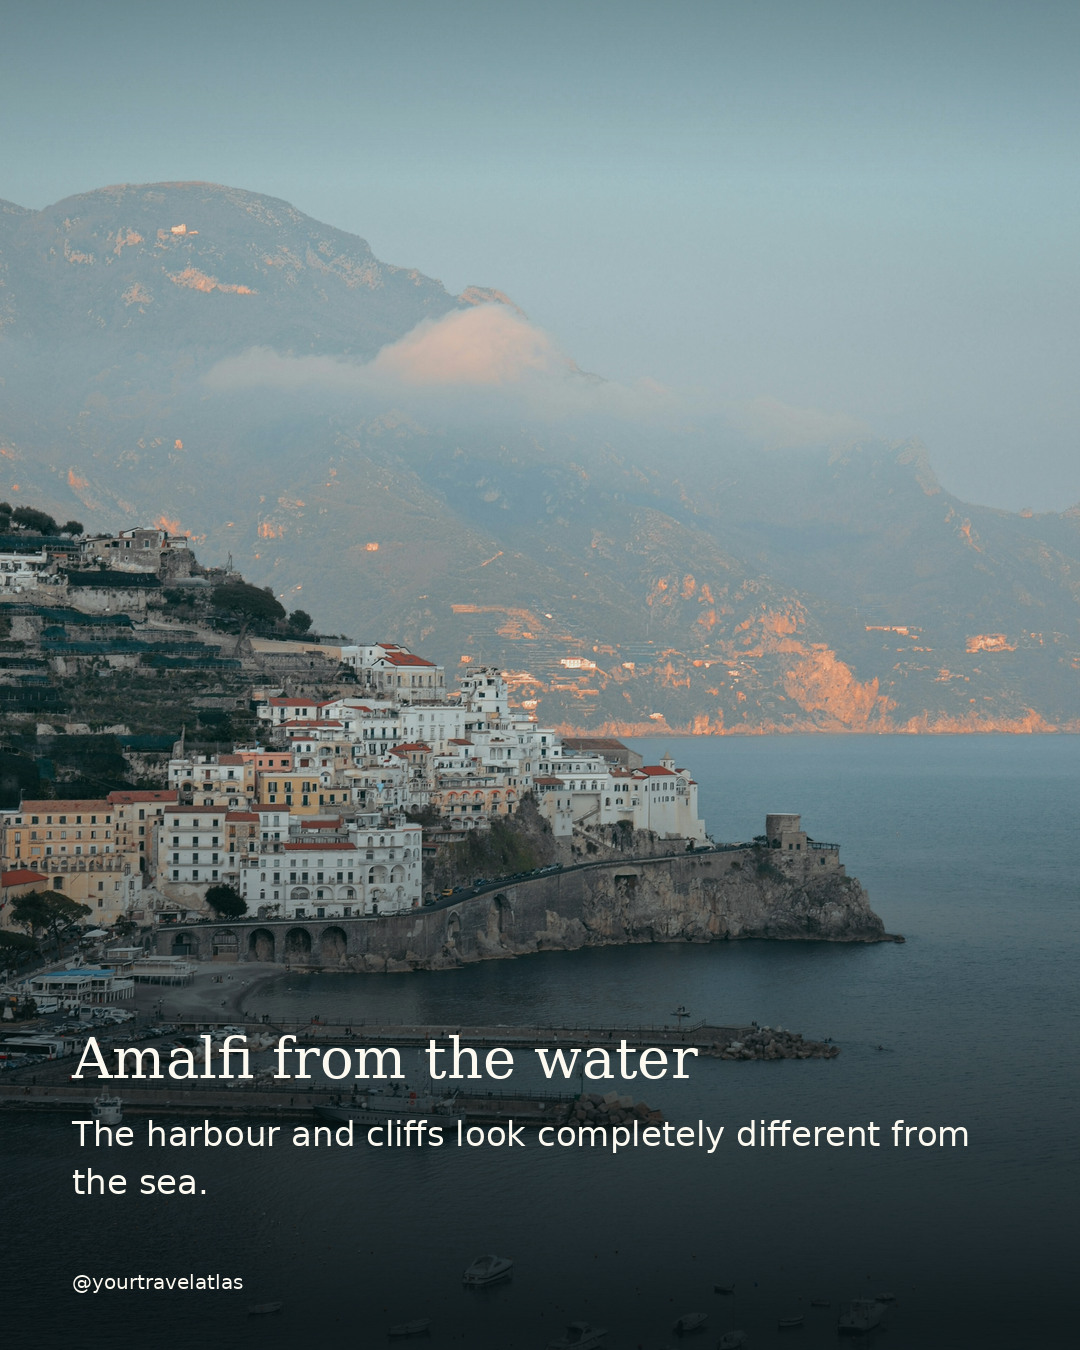 Amalfi from the water
The harbour and cliffs look completely different from
the sea.
@yourtravelatlas